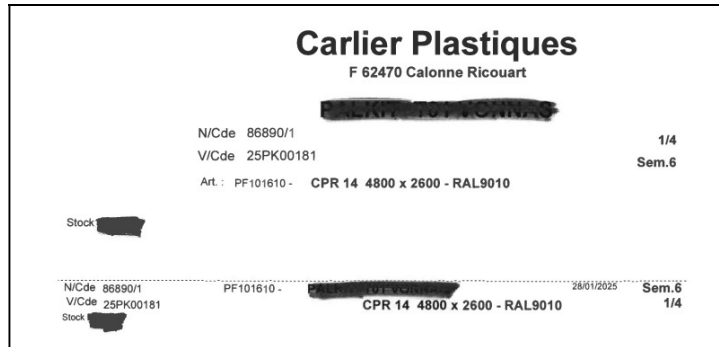 Carlier Plastiques
F 62470 Calonne Ricouart
N/Cde 86890/1
1/4
V/Cde 25PK00181
Sem.6
Art. : PF101610 - CPR 14 4800 x 2600 - RAL9010
Stock
N/Cde 86890/1 PF101610 - 28/01/2025 Sem.6
V/Cde 25PK00181 CPR 14 4800 x 2600 - RAL9010 1/4
Stock